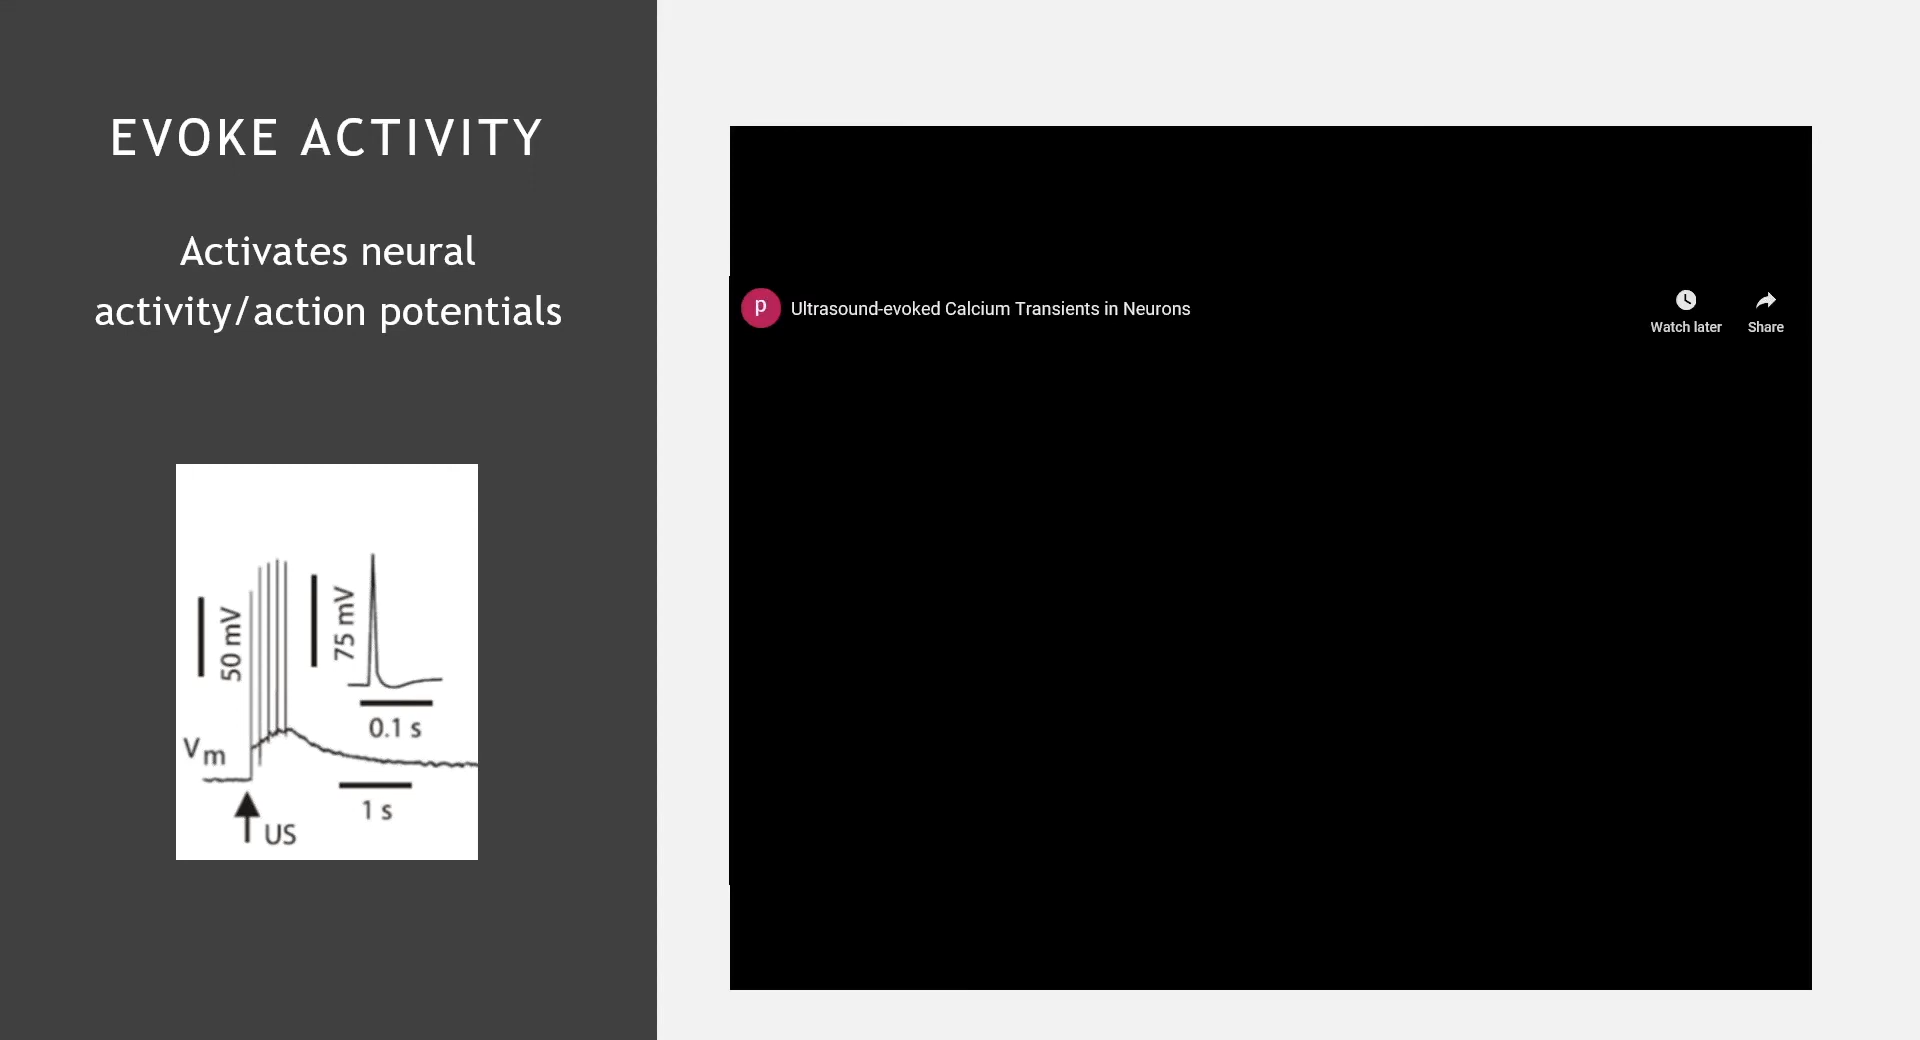 EVOKE ACTIVITY
Activates neural
activity/action potentials
50 mV
75 mV
0.1 s
Vm
1 s
US
p
Ultrasound-evoked Calcium Transients in Neurons
Watch later
Share